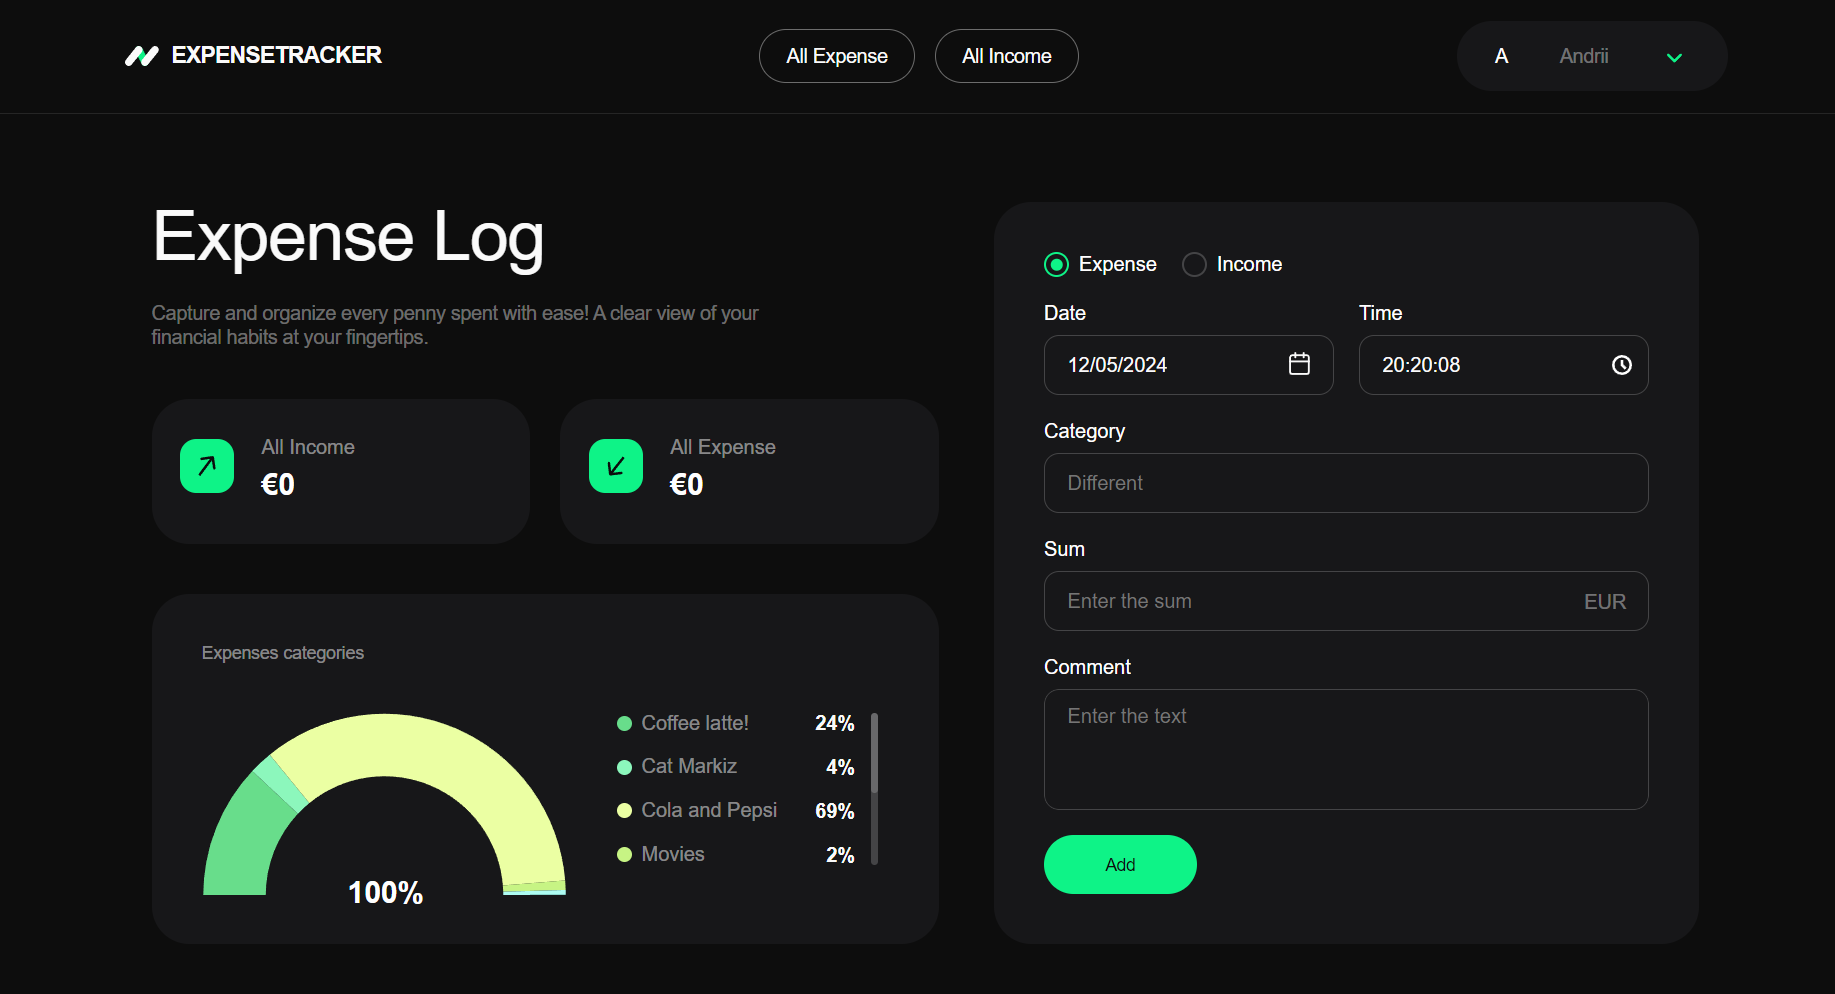 EXPENSETRACKER
All Expense
All Income
A
Andrii
Expense Log
Capture and organize every penny spent with ease! A clear view of your
financial habits at your fingertips.
All Income
€0
All Expense
€0
Expenses categories
100%
Coffee latte! 24%
Cat Markiz 4%
Cola and Pepsi 69%
Movies 2%
Expense
Income
Date
Time
12/05/2024
20:20:08
Category
Different
Sum
Enter the sum
EUR
Comment
Enter the text
Add